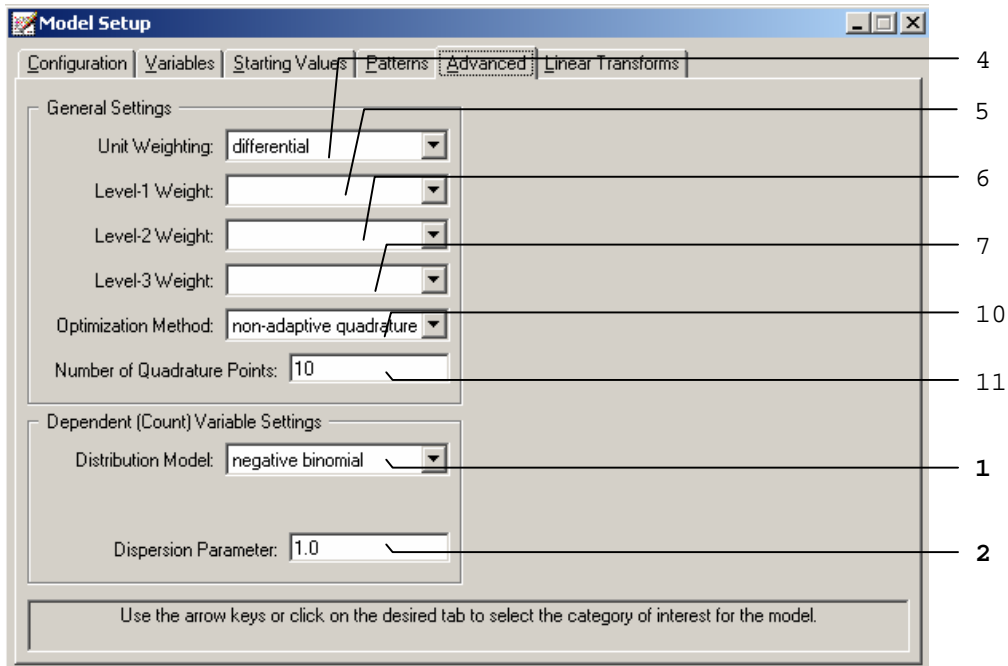 Model Setup
Configuration Variables Starting Values Patterns Advanced Linear Transforms
4
General Settings
5
Unit Weighting: differential
Level-1 Weight:
6
Level-2 Weight:
7
Level-3 Weight:
10
Optimization Method: non-adaptive quadrature
Number of Quadrature Points: 10
11
Dependent (Count) Variable Settings
Distribution Model: negative binomial
1
Dispersion Parameter: 1.0
2
Use the arrow keys or click on the desired tab to select the category of interest for the model.